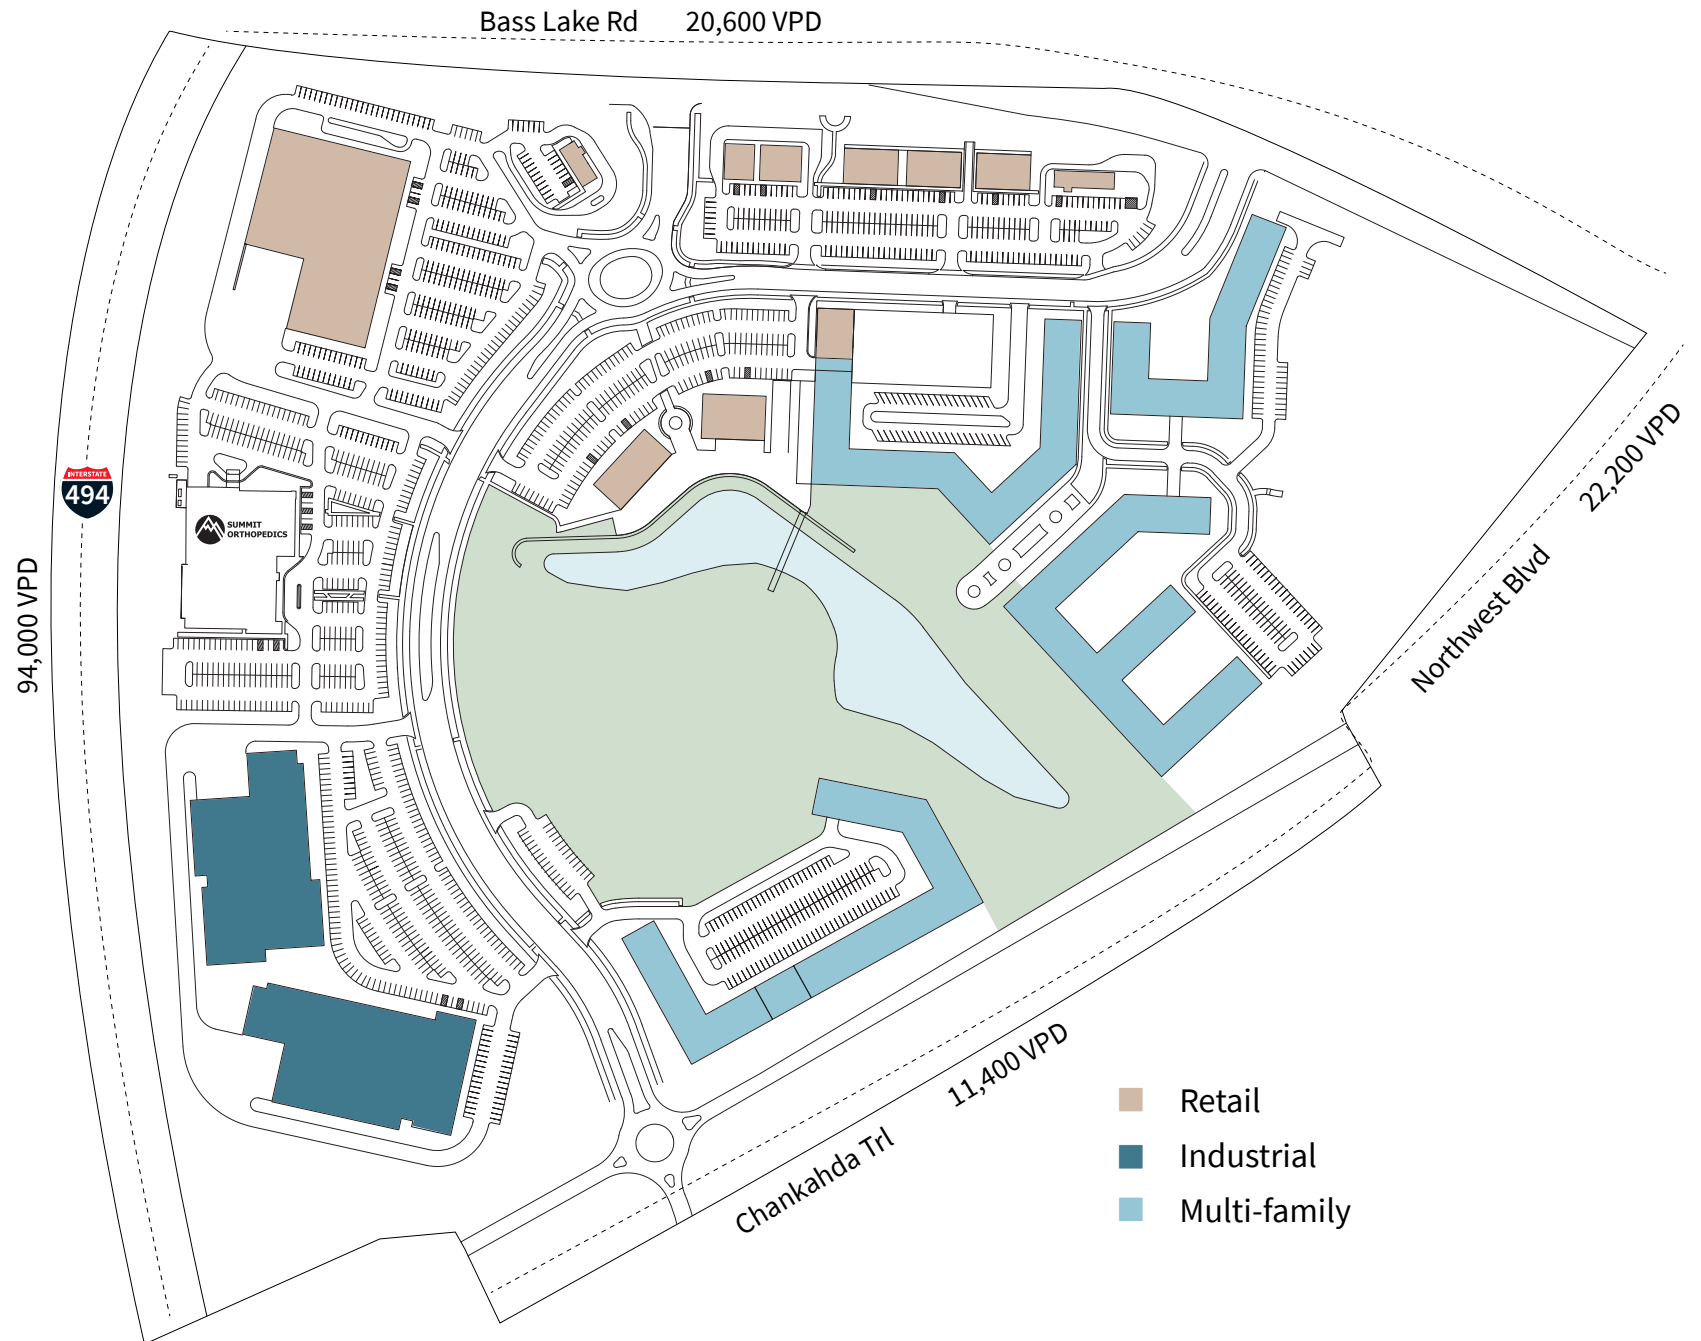 Bass Lake Rd 20,600 VPD
INTERSTATE
494
94,000 VPD
SUMMIT
ORTHOPEDICS
22,200 VPD
Northwest Blvd
11,400 VPD
Chankahda Trl
Retail
Industrial
Multi-family